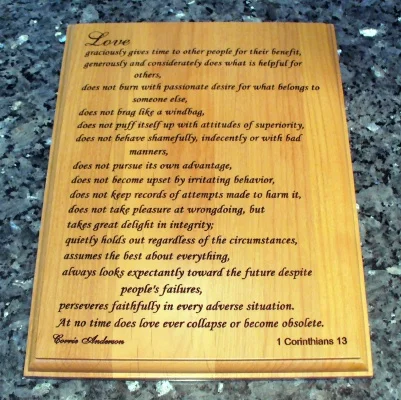 Love
graciously gives time to other people for their benefit,
generously and considerately does what is helpful for
others,
does not burn with passionate desire for what belongs to
someone else,
does not brag like a windbag,
does not puff itself up with attitudes of superiority,
does not behave shamefully, indecently or with bad
manners,
does not pursue its own advantage,
does not become upset by irritating behavior,
does not keep records of attempts made to harm it,
does not take pleasure at wrongdoing, but
takes great delight in integrity;
quietly holds out regardless of the circumstances,
assumes the best about everything,
always looks expectantly toward the future despite
people's failures,
perseveres faithfully in every adverse situation.
At no time does love ever collapse or become obsolete.
Corrie Anderson 1 Corinthians 13